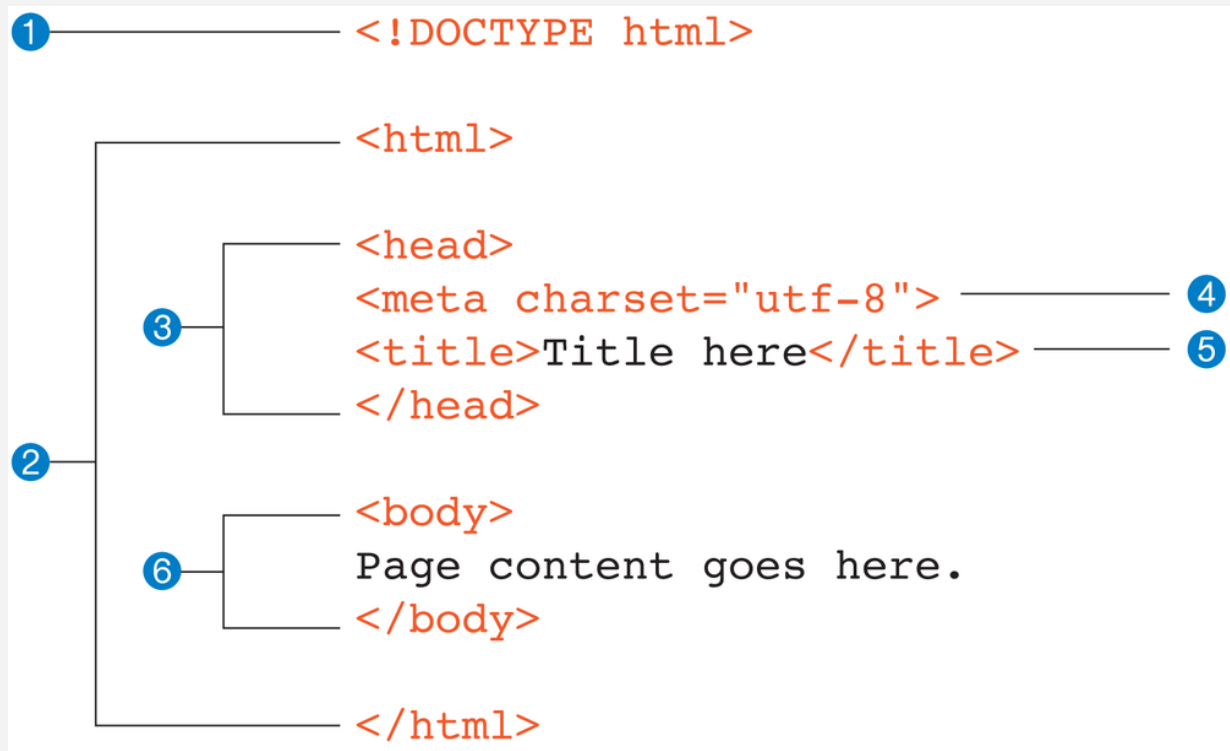 1 <!DOCTYPE html>
<html>
<head>
<meta charset="utf-8"> 4
3
<title>Title here</title> 5
</head>
2
<body>
6 Page content goes here.
</body>
</html>